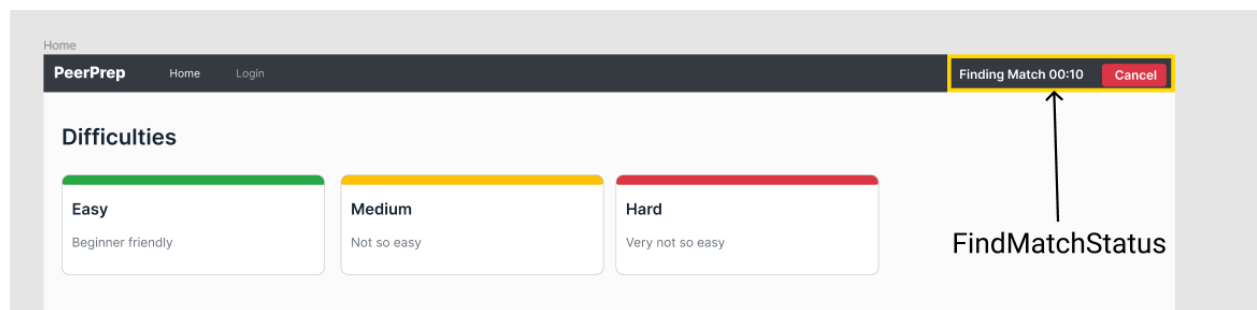 Home
PeerPrep Home Login Finding Match 00:10 Cancel
Difficulties
Easy Medium Hard
Beginner friendly Not so easy Very not so easy
FindMatchStatus